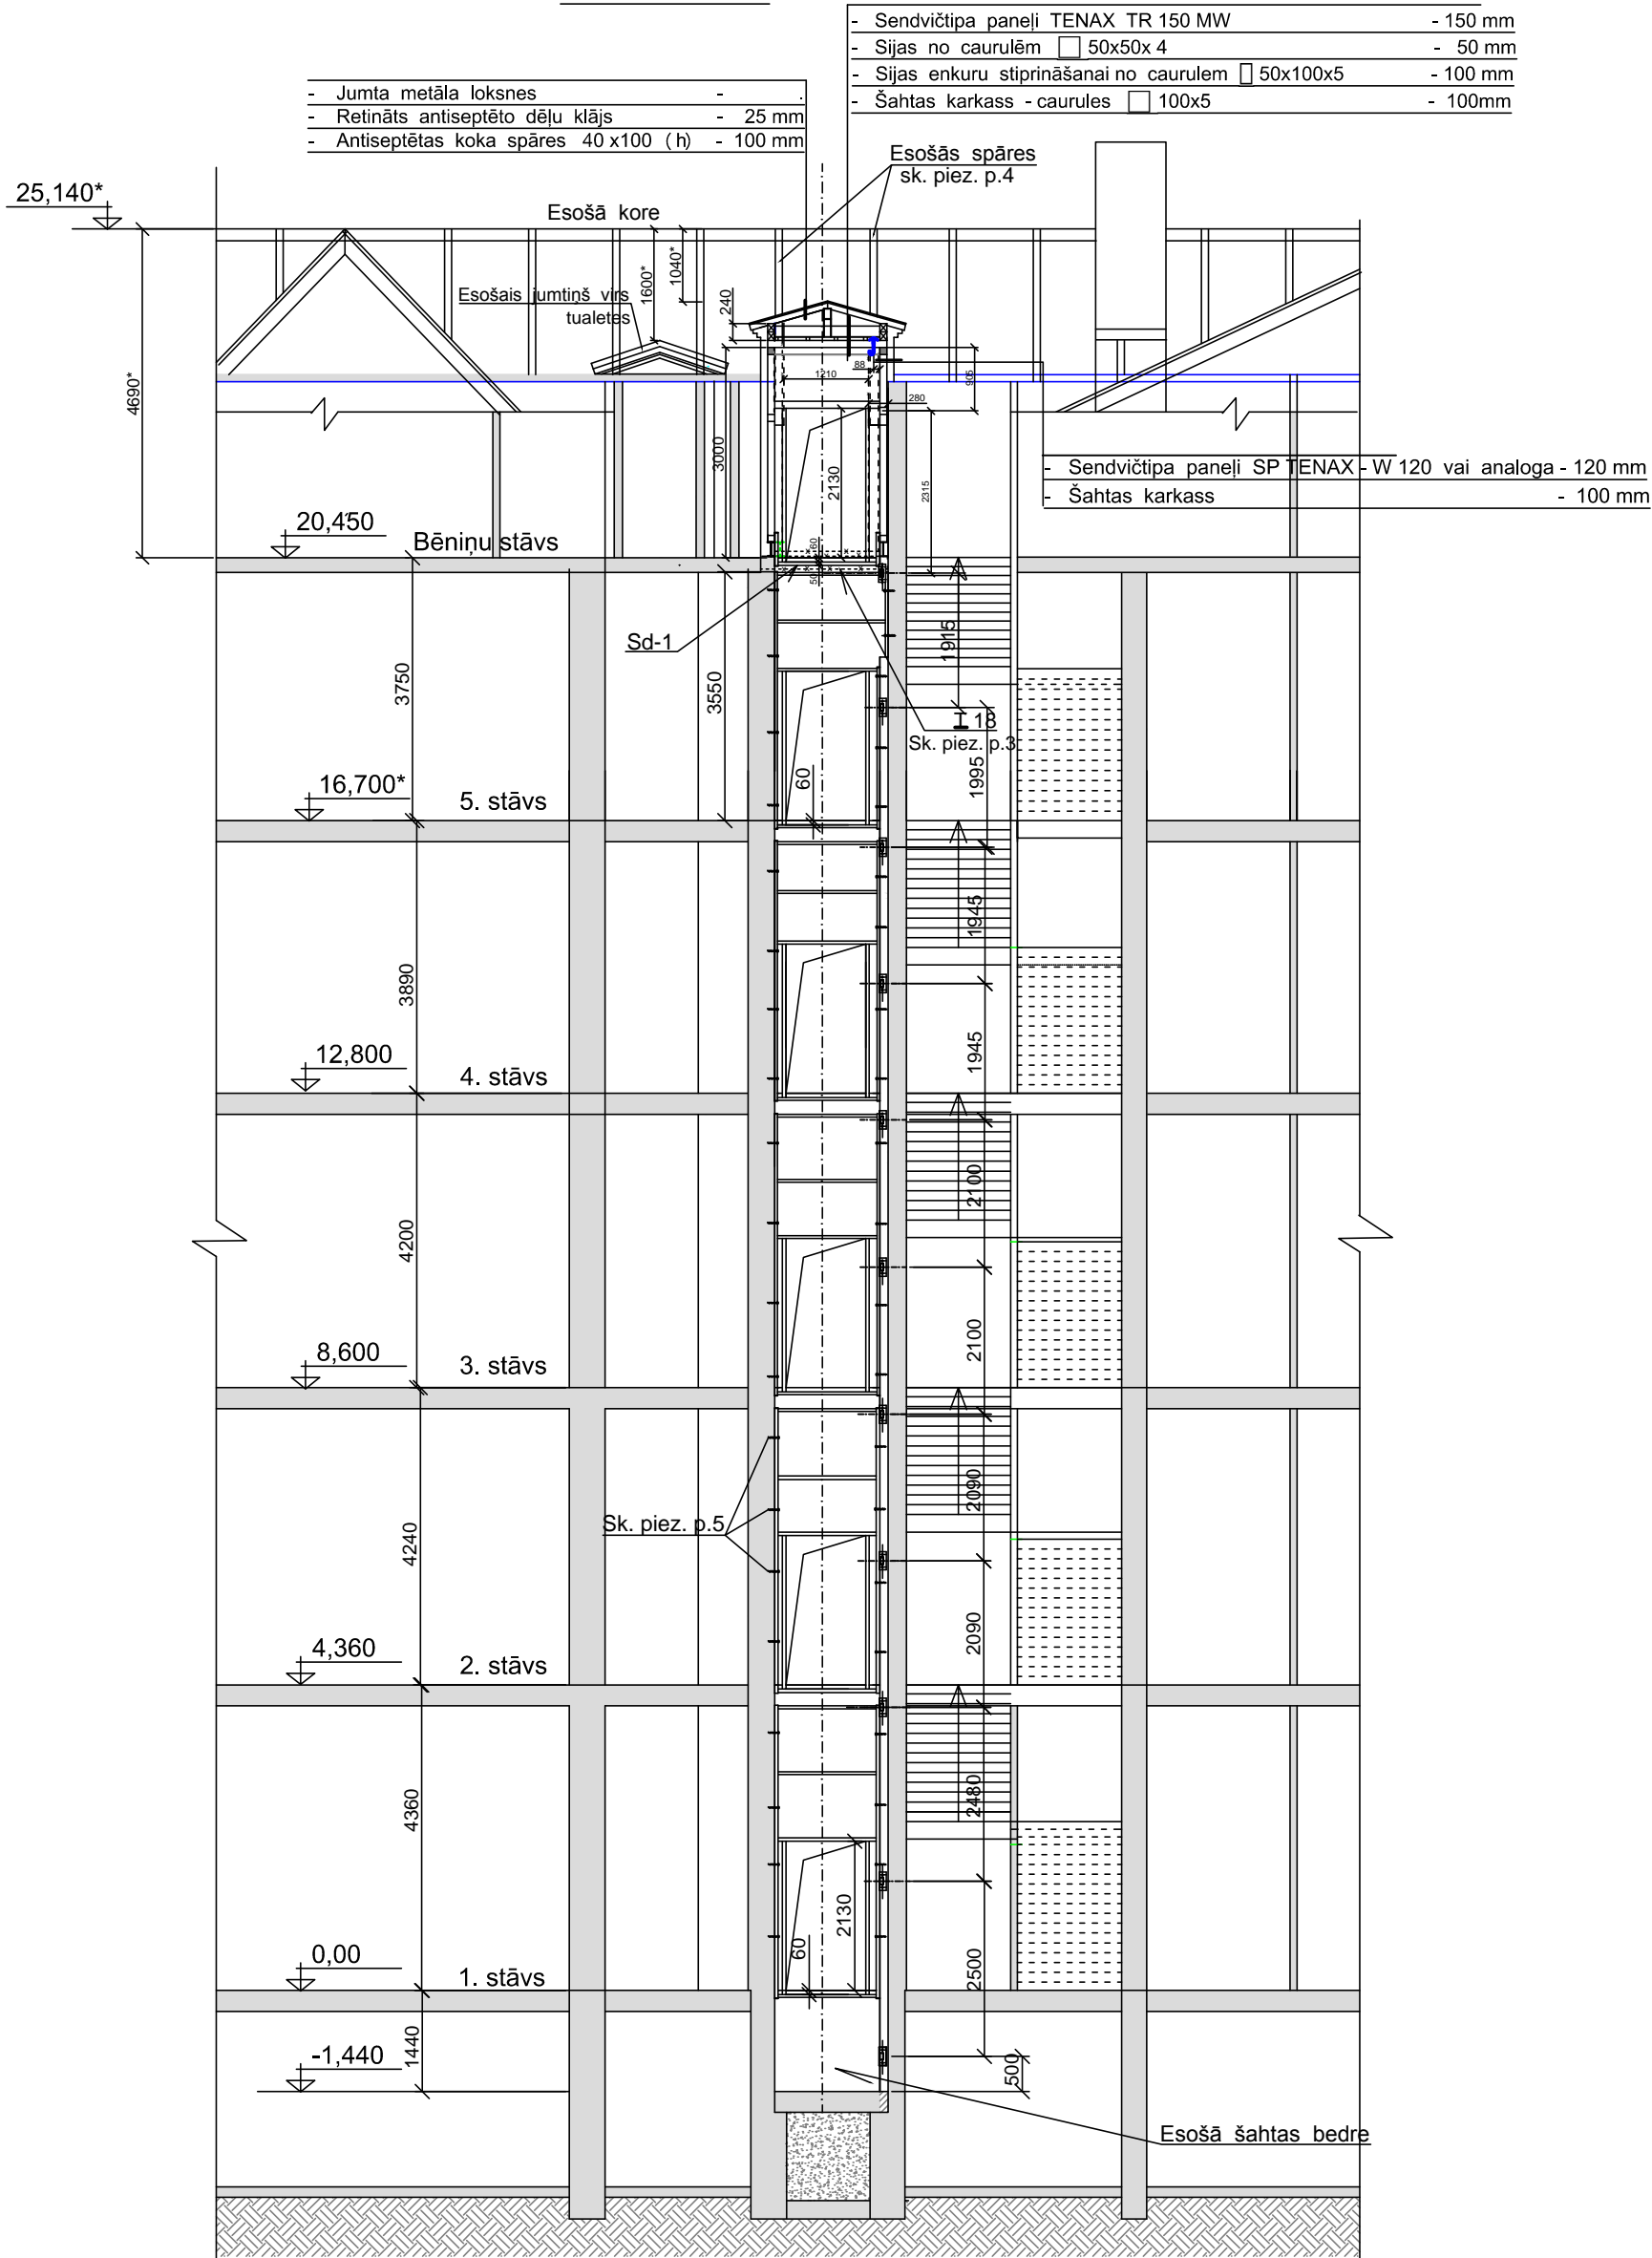 - Sendvičtipa paneļi TENAX TR 150 MW - 150 mm
- Sijas no caurulēm 50x50x 4 - 50 mm
- Sijas enkuru stiprināšanai no caurulem 50x100x5 - 100 mm
- Šahtas karkass - caurules 100x5 - 100mm
- Jumta metāla loksnes - .
- Retināts antiseptēto dēļu klājs - 25 mm
- Antiseptētas koka spāres 40 x100 (h) - 100 mm
Esošās spāres
sk. piez. p.4
25,140*
Esošā kore
1600*
1040*
240
Esošais jumtiņš virs
tualetes
4690*
88
1210
905
280
3000
2130
2315
- Sendvičtipa paneļi SP TENAX - W 120 vai analoga - 120 mm
- Šahtas karkass - 100 mm
20,450
Bēniņu stāvs
60
50
Sd-1
1915
3750
3550
18
Sk. piez. p.3
1995
60
16,700*
5. stāvs
1945
3890
1945
12,800
4. stāvs
2100
4200
2100
8,600
3. stāvs
2090
Sk. piez. p.5
4240
2090
4,360
2. stāvs
2480
4360
2130
60
2500
0,00
1. stāvs
1440
-1,440
500
Esošā šahtas bedre